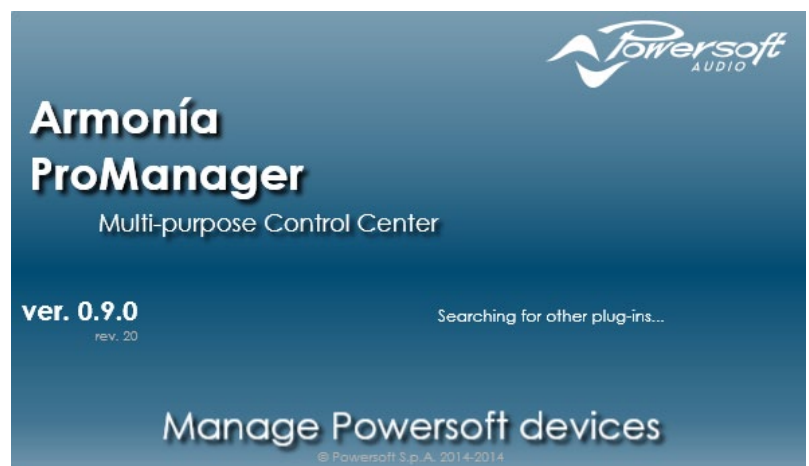 Powersoft
AUDIO
Armonía
ProManager
Multi-purpose Control Center
ver. 0.9.0
rev. 20
Searching for other plug-ins...
Manage Powersoft devices
© Powersoft S.p.A. 2014-2014